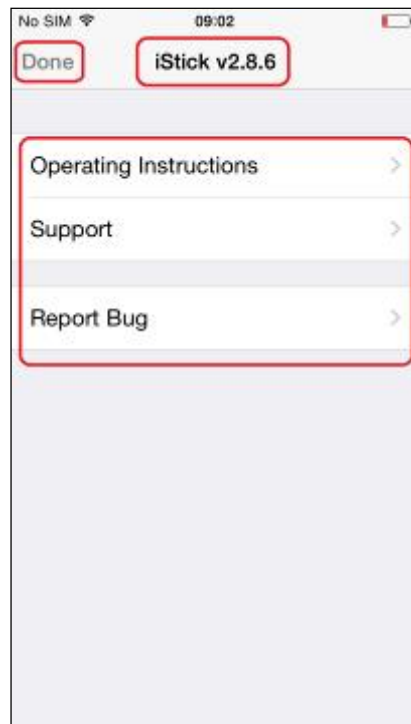 No SIM 09:02
Done iStick v2.8.6
Operating Instructions
Support
Report Bug